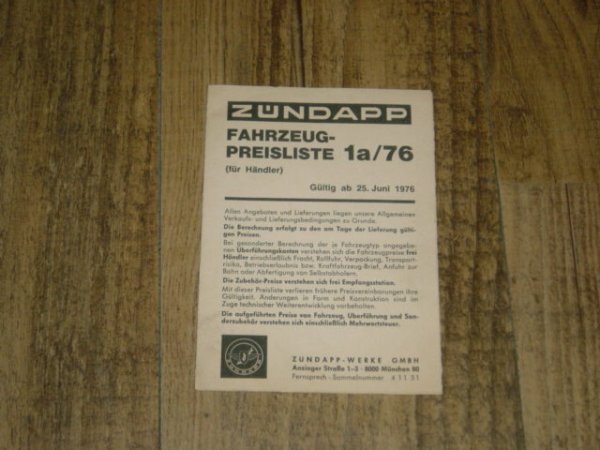 ZÜNDAPP
FAHRZEUG-
PREISLISTE 1a/76
(für Händler)
Gültig ab 25. Juni 1976
Allen Angeboten und Lieferungen liegen unsere Allgemeinen
Verkaufs- und Lieferungsbedingungen zu Grunde.
Die Berechnung erfolgt zu den am Tage der Lieferung gülti-
gen Preisen.
Bei gesonderter Berechnung der je Fahrzeugtyp angegebe-
nen Überführungskosten verstehen sich die Fahrzeugpreise frei
Händler einschließlich Fracht, Rollfuhr, Verpackung, Transport-
risiko, Betriebserlaubnis bzw. Kraftfahrzeug-Brief, Anfuhr zur
Bahn oder Abfertigung von Selbstabholern.
Die Zubehör-Preise verstehen sich frei Empfangsstation.
Mit dieser Preisliste verlieren frühere Preisvereinbarungen ihre
Gültigkeit. Änderungen in Form und Konstruktion sind im
Zuge technischer Weiterentwicklung vorbehalten.
Die aufgeführten Preise von Fahrzeug, Überführung und Son-
derzubehör verstehen sich einschließlich Mehrwertsteuer.
ZÜNDAPP
ZÜNDAPP-WERKE GMBH
Anzinger Straße 1–3 · 8000 München 80
Fernsprech-Sammelnummer 4 11 31